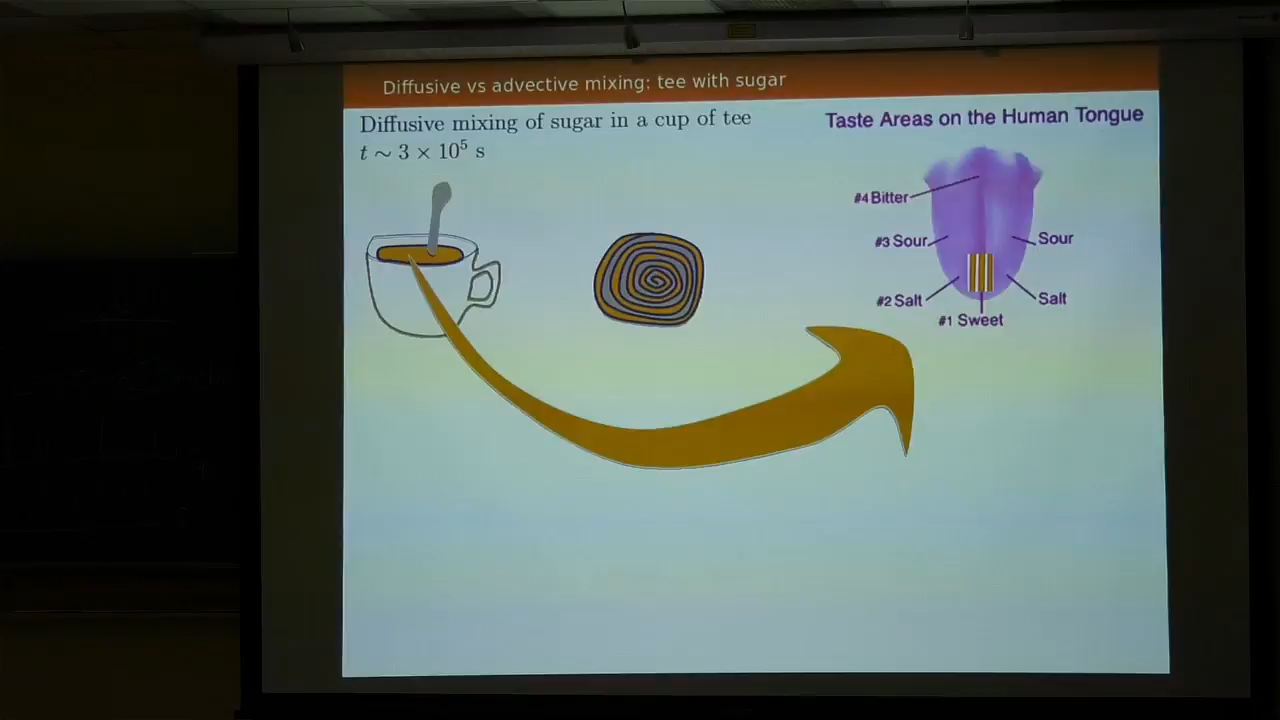 Diffusive vs advective mixing: tee with sugar
Diffusive mixing of sugar in a cup of tee
t ∼ 3 × 10⁵ s
Taste Areas on the Human Tongue
#4 Bitter
#3 Sour
Sour
#2 Salt
Salt
#1 Sweet